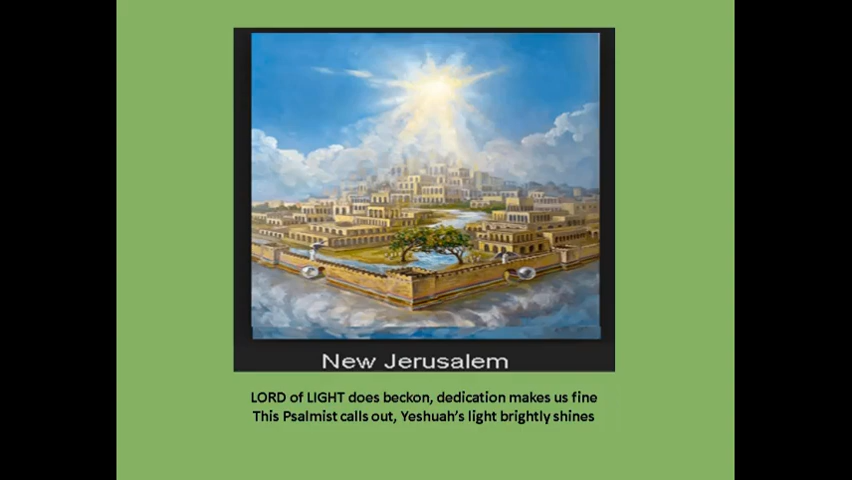 New Jerusalem
LORD of LIGHT does beckon, dedication makes us fine
This Psalmist calls out, Yeshuah's light brightly shines